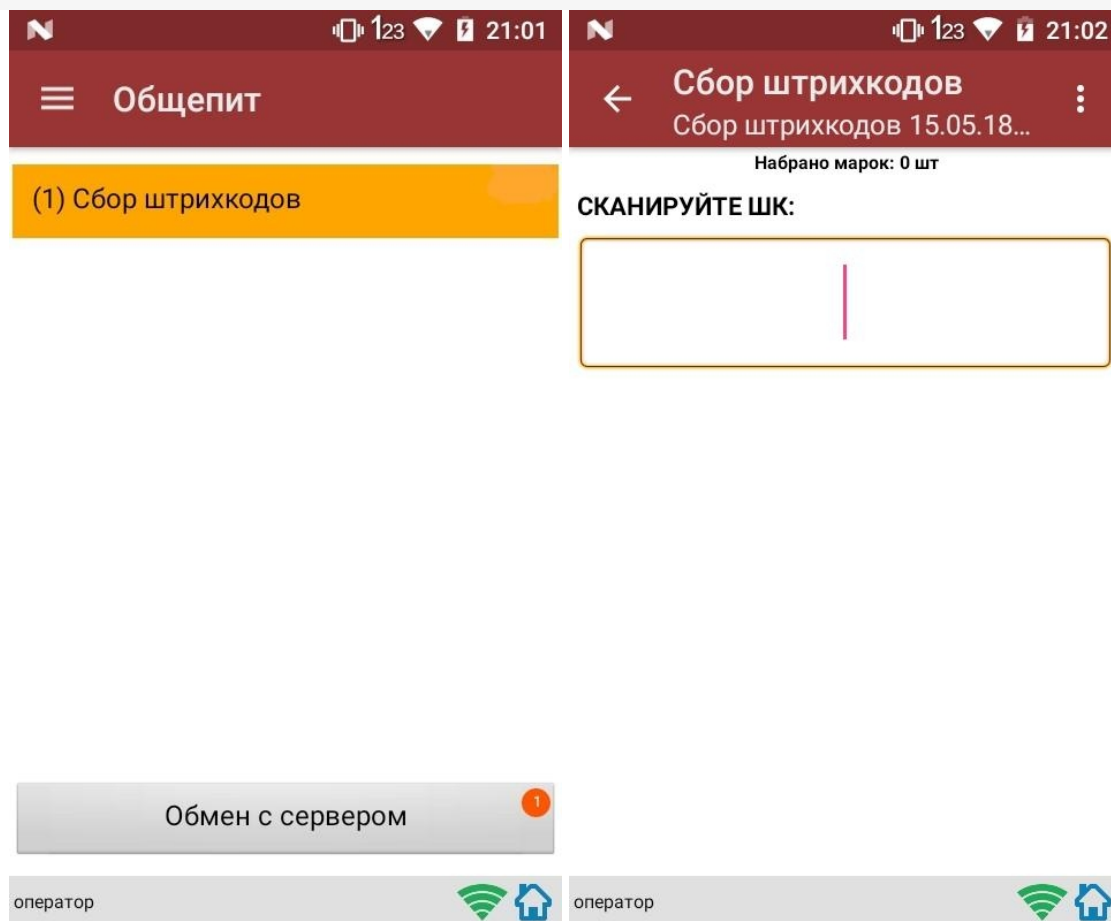 123 21:01
Общепит
(1) Сбор штрихкодов
Обмен с сервером
1
оператор
123 21:02
Сбор штрихкодов
Сбор штрихкодов 15.05.18...
Набрано марок: 0 шт
СКАНИРУЙТЕ ШК:
оператор